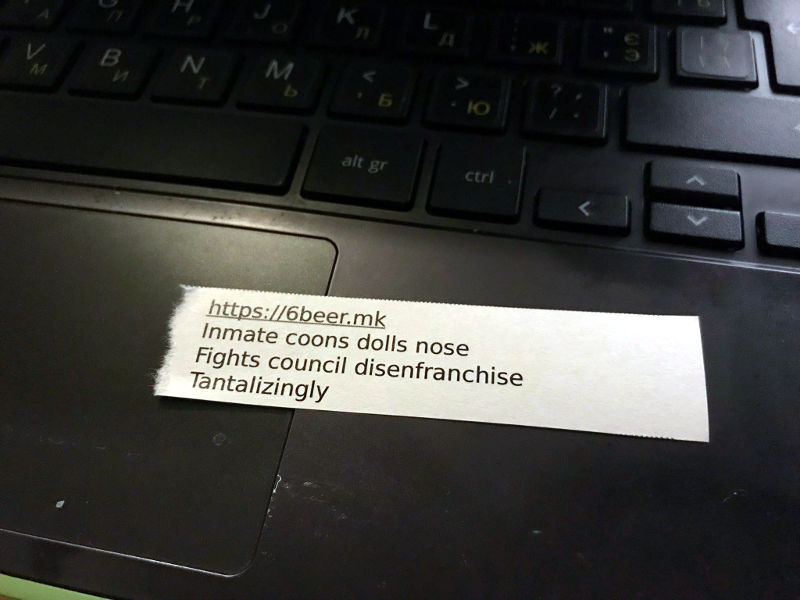 A П P J O K Л L Д : ; Ж " ' Є Э
V М B И N Т M Ь < , Б > . Ю ? /
alt gr ctrl
https://6beer.mk
Inmate coons dolls nose
Fights council disenfranchise
Tantalizingly